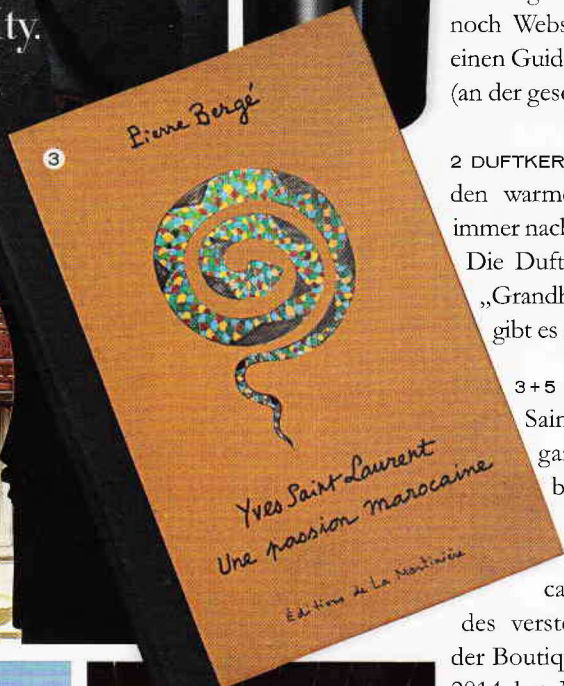 ty.
Pierre Bergé
3
Yves Saint Laurent
Une passion marocaine
Éditions de La Martinière
noch Webs
einen Guid
(an der gese
2 DUFTKER
den warme
immer nach
Die Duft
„Grandh
gibt es
3+5
Sain
gar
b
ca
des verste
der Boutiq